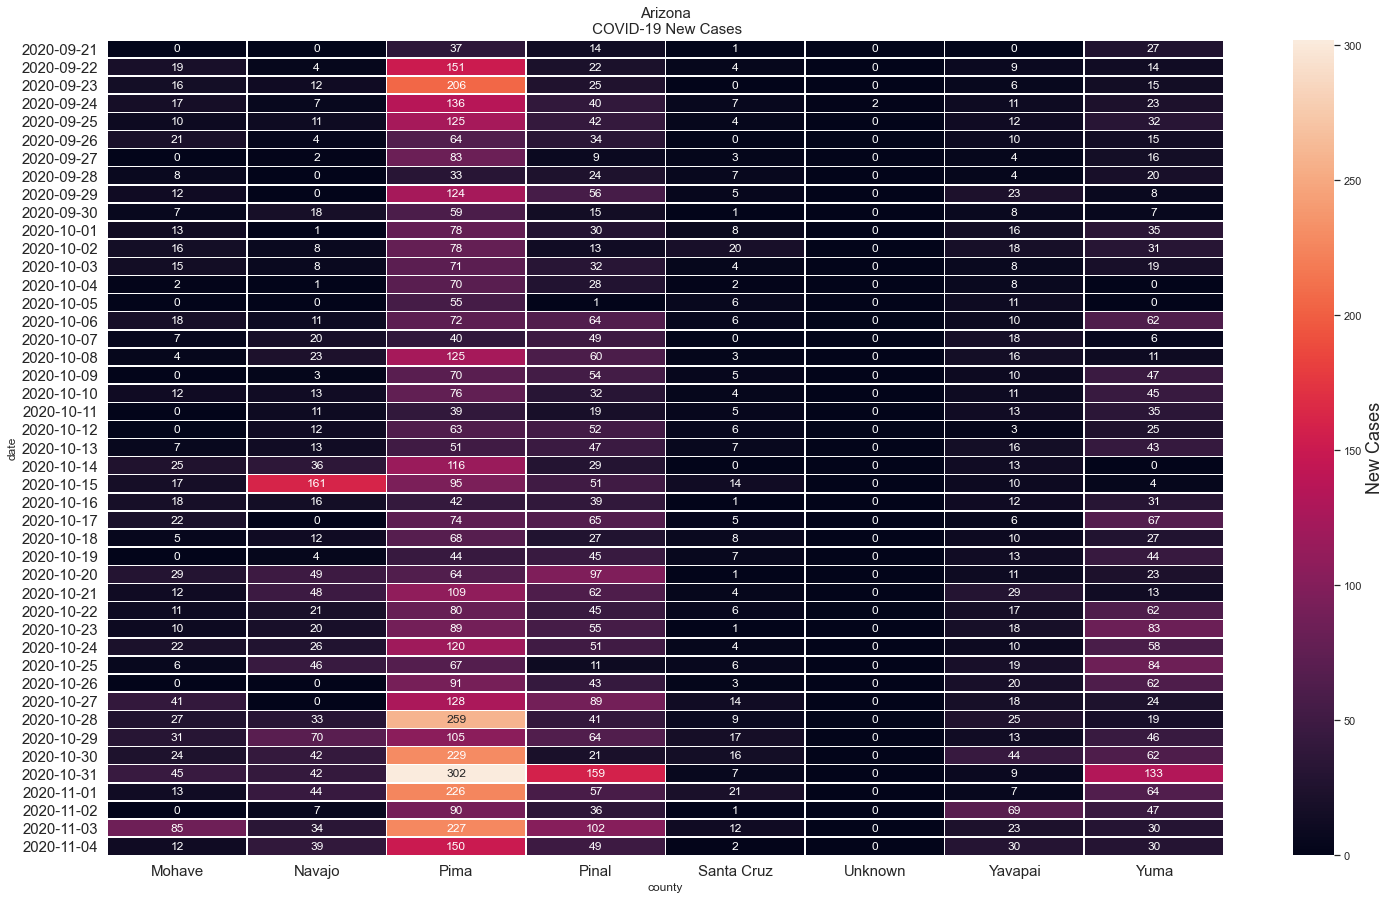 Arizona
COVID-19 New Cases
2020-09-21 0 0 37 14 1 0 0 27
2020-09-22 19 4 151 22 4 0 9 14
2020-09-23 16 12 206 25 0 0 6 15
2020-09-24 17 7 136 40 7 2 11 23
2020-09-25 10 11 125 42 4 0 12 32
2020-09-26 21 4 64 34 0 0 10 15
2020-09-27 0 2 83 9 3 0 4 16
2020-09-28 8 0 33 24 7 0 4 20
2020-09-29 12 0 124 56 5 0 23 8
2020-09-30 7 18 59 15 1 0 8 7
2020-10-01 13 1 78 30 8 0 16 35
2020-10-02 16 8 78 13 20 0 18 31
2020-10-03 15 8 71 32 4 0 8 19
2020-10-04 2 1 70 28 2 0 8 0
2020-10-05 0 0 55 1 6 0 11 0
2020-10-06 18 11 72 64 6 0 10 62
2020-10-07 7 20 40 49 0 0 18 6
2020-10-08 4 23 125 60 3 0 16 11
2020-10-09 0 3 70 54 5 0 10 47
2020-10-10 12 13 76 32 4 0 11 45
2020-10-11 0 11 39 19 5 0 13 35
2020-10-12 0 12 63 52 6 0 3 25
2020-10-13 7 13 51 47 7 0 16 43
2020-10-14 25 36 116 29 0 0 13 0
2020-10-15 17 161 95 51 14 0 10 4
2020-10-16 18 16 42 39 1 0 12 31
2020-10-17 22 0 74 65 5 0 6 67
2020-10-18 5 12 68 27 8 0 10 27
2020-10-19 0 4 44 45 7 0 13 44
2020-10-20 29 49 64 97 1 0 11 23
2020-10-21 12 48 109 62 4 0 29 13
2020-10-22 11 21 80 45 6 0 17 62
2020-10-23 10 20 89 55 1 0 18 83
2020-10-24 22 26 120 51 4 0 10 58
2020-10-25 6 46 67 11 6 0 19 84
2020-10-26 0 0 91 43 3 0 20 62
2020-10-27 41 0 128 89 14 0 18 24
2020-10-28 27 33 259 41 9 0 25 19
2020-10-29 31 70 105 64 17 0 13 46
2020-10-30 24 42 229 21 16 0 44 62
2020-10-31 45 42 302 159 7 0 9 133
2020-11-01 13 44 226 57 21 0 7 64
2020-11-02 0 7 90 36 1 0 69 47
2020-11-03 85 34 227 102 12 0 23 30
2020-11-04 12 39 150 49 2 0 30 30
Mohave Navajo Pima Pinal Santa Cruz Unknown Yavapai Yuma
county
date
300
250
200
150
100
50
0
New Cases